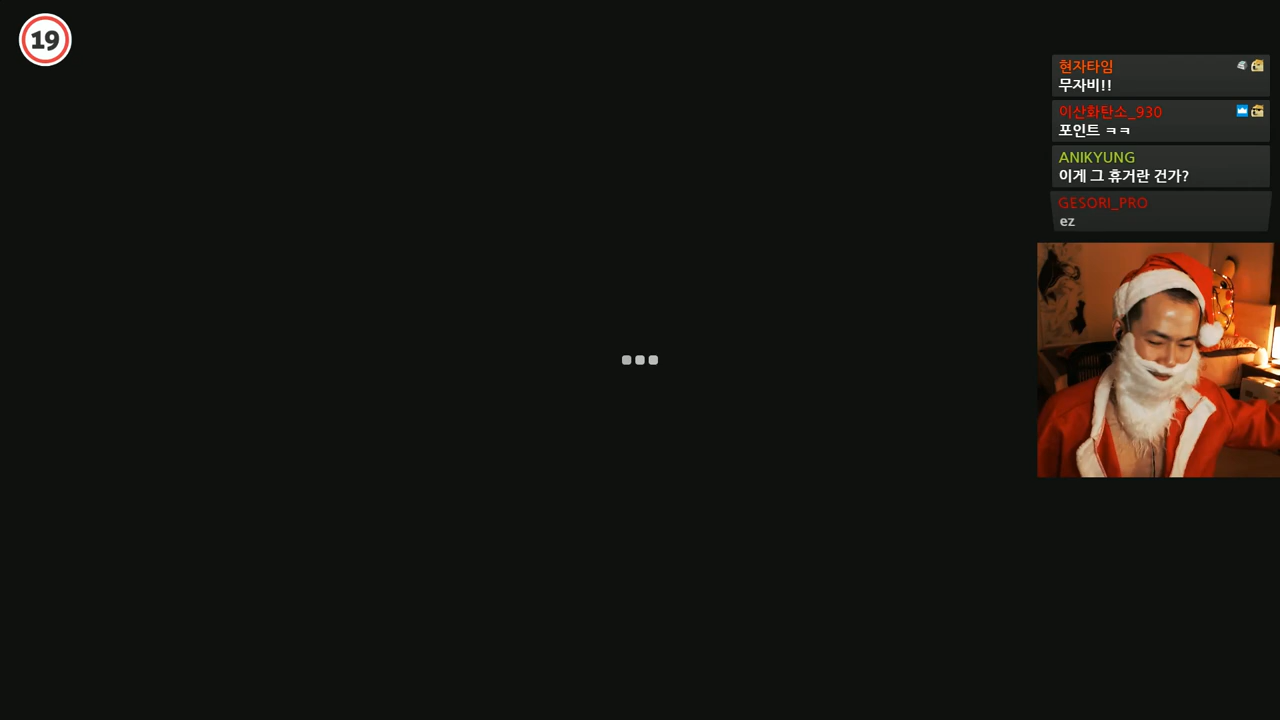 19
현자타임
무자비!!
이산화탄소_930
포인트 ㅋㅋ
ANIKYUNG
이게 그 휴거란 건가?
GESORI_PRO
ez